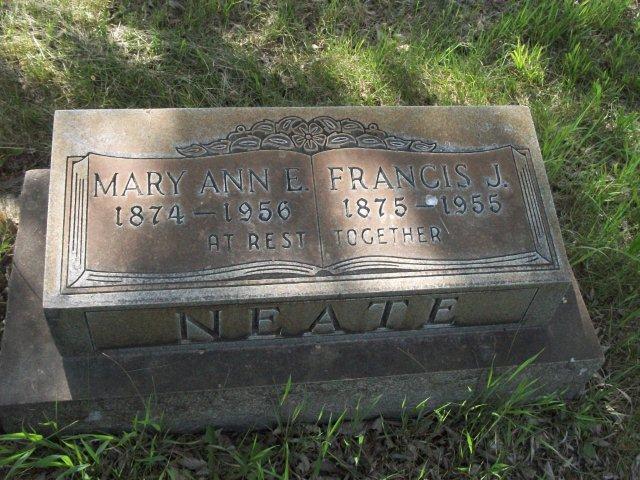 MARY ANN E. FRANCIS J.
1874 – 1956 1875 – 1955
AT REST TOGETHER
NEATE